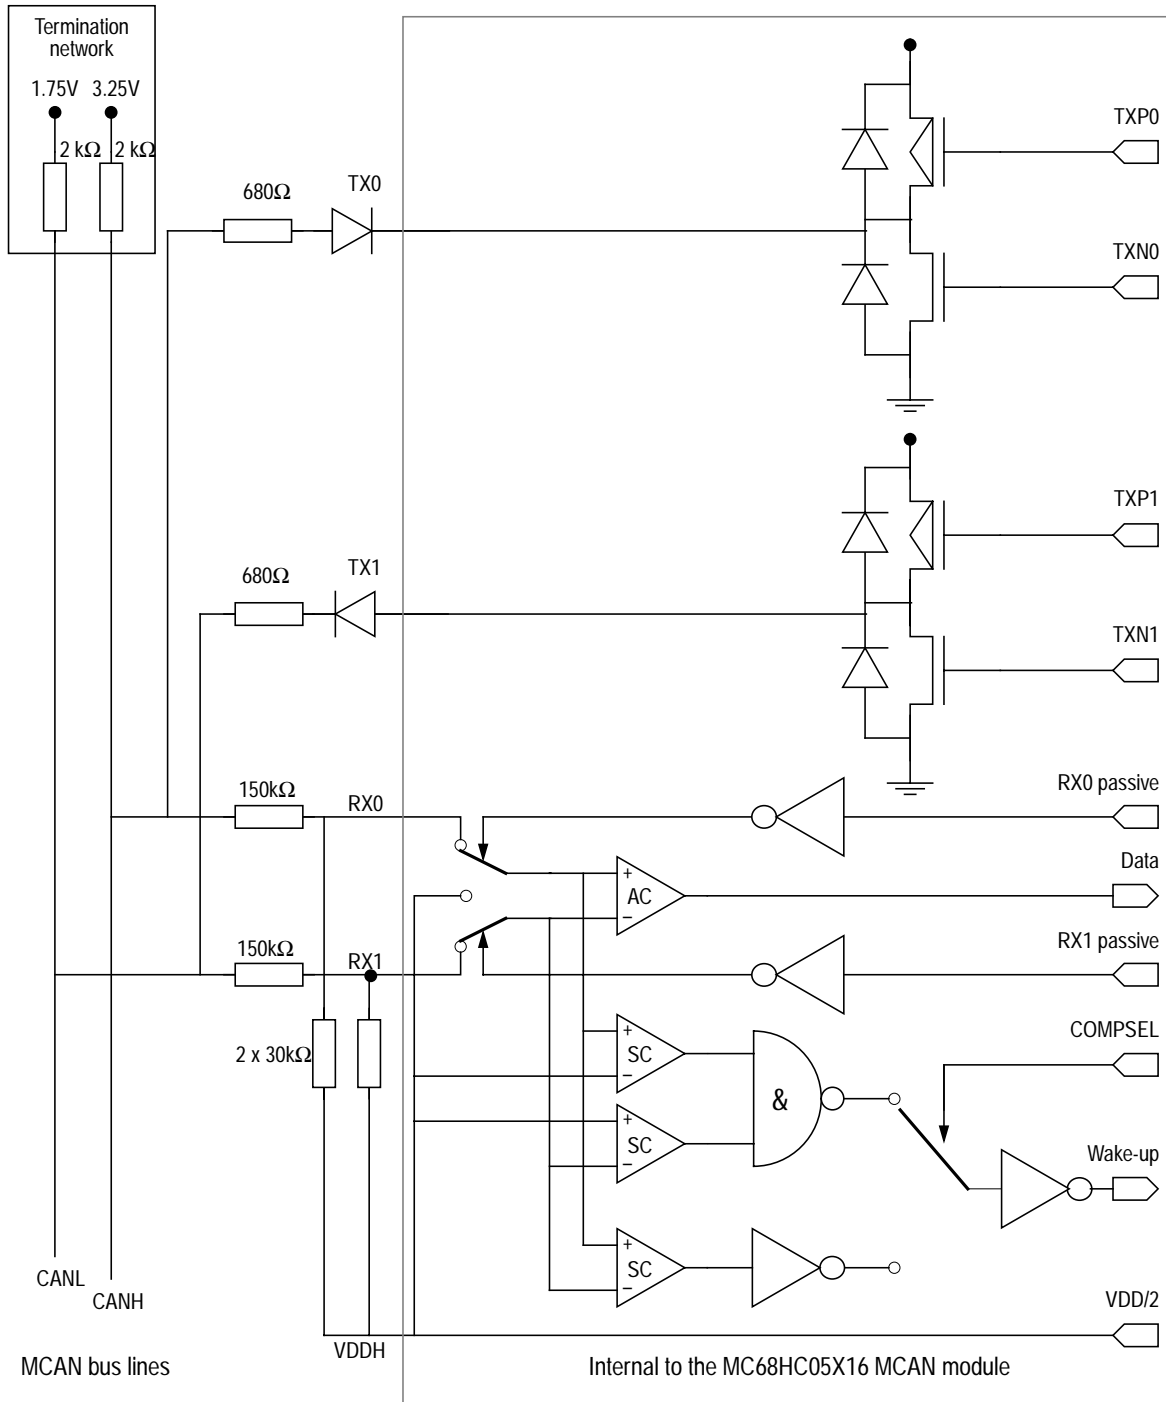 Termination
network
1.75V 3.25V
2 kΩ 2 kΩ
TXP0
680Ω
TX0
TXN0
TXP1
680Ω
TX1
TXN1
150kΩ
RX0
RX0 passive
Data
+
AC
−
150kΩ
RX1
RX1 passive
COMPSEL
2 x 30kΩ
+
SC
−
&
+
SC
−
Wake-up
+
SC
−
CANL
CANH
VDD/2
VDDH
MCAN bus lines
Internal to the MC68HC05X16 MCAN module